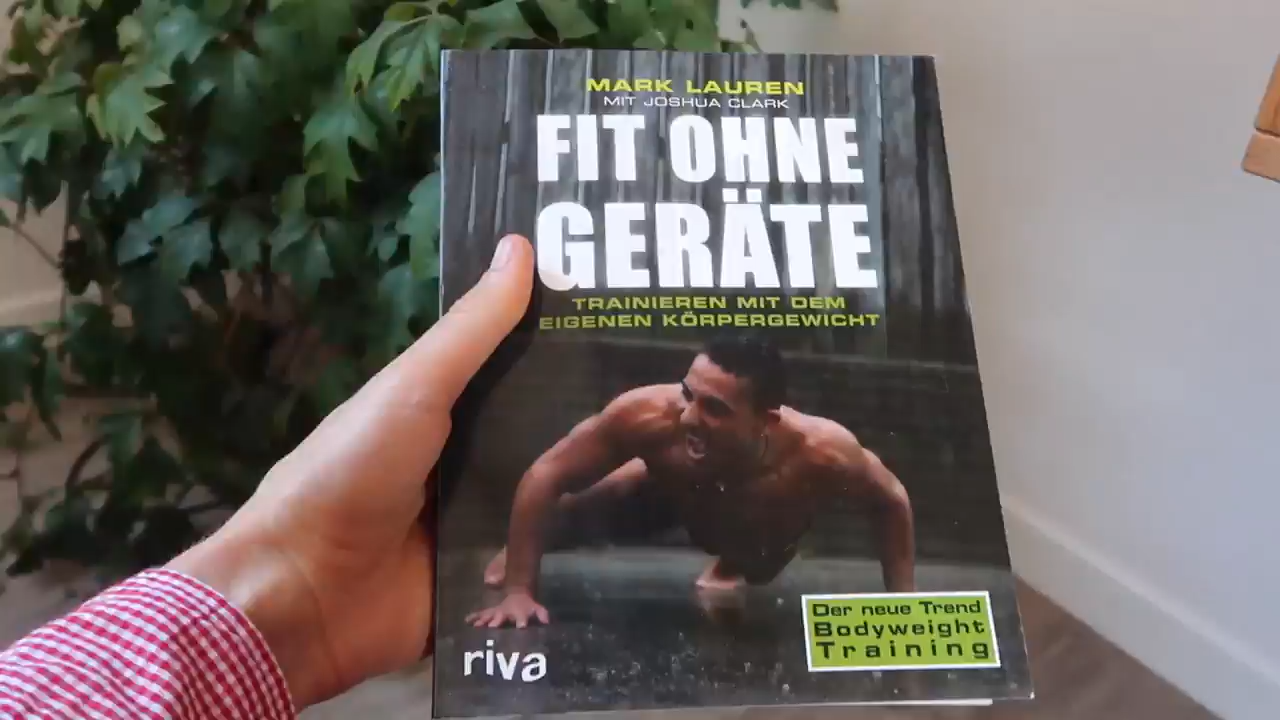 MARK LAUREN
MIT JOSHUA CLARK
FIT OHNE
GERÄTE
TRAINIEREN MIT DEM
EIGENEN KÖRPERGEWICHT
Der neue Trend
Bodyweight
Training
riva